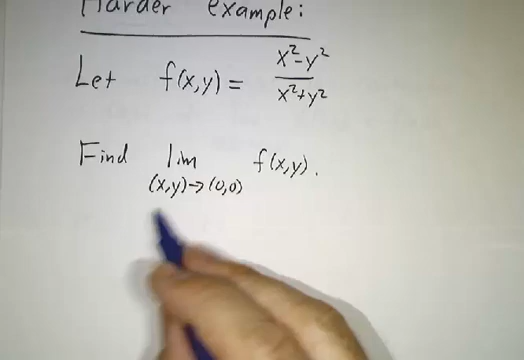 Harder example:
Let f(x,y) = x²-y² / x²+y²
Find lim f(x,y).
(x,y)→(0,0)